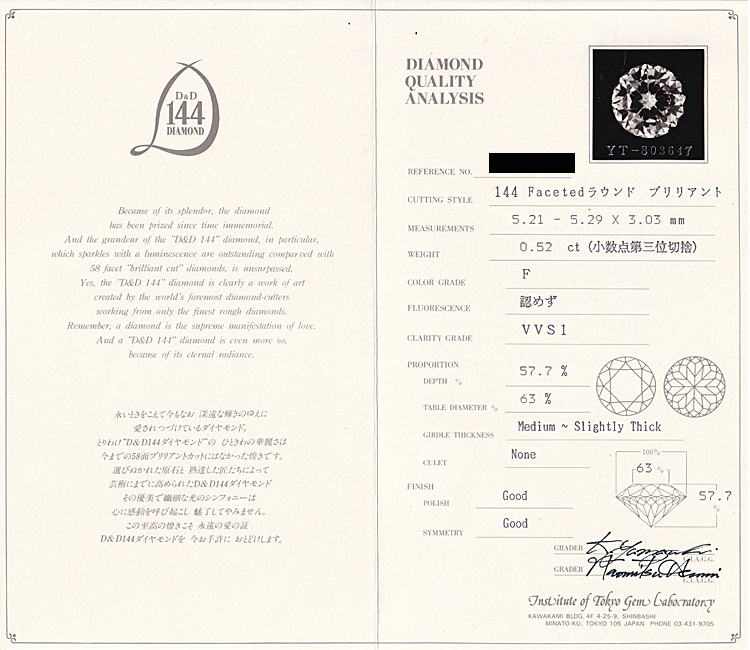 D&D
144
DIAMOND
Because of its splendor, the diamond
has been prized since time immemorial.
And the grandeur of the "D&D 144" diamond, in particular,
which sparkles with a luminescence are outstanding comparved with
58 facet "brilliant cut" diamonds, is unsurpassed.
Yes, the "D&D 144" diamond is clearly a work of art
created by the world's foremost diamond-cutters
working from only the finest rough diamonds.
Remember, a diamond is the supreme manifestation of love.
And a "D&D 144" diamond is even more so,
because of its eternal radiance.
永いときをこえて今もなお 深遠な輝きのゆえに
愛されつづけているダイヤモンド。
とりわけ"D&D144ダイヤモンド"の ひときわの華麗さは
今までの58面ブリリアントカットにはなかった煌きです。
選びぬかれた原石と 熟達した匠たちによって
芸術にまで高められたD&D144ダイヤモンド
その優美で繊細な光のシンフォニーは
心に感動を呼び起こし 魅了してやみません。
この至高の煌きこそ 永遠の愛の証
D&D144ダイヤモンドを 今お手許に おとどけします。
DIAMOND
QUALITY
ANALYSIS
YT-803647
REFERENCE NO.
CUTTING STYLE 144 Facetedラウンド ブリリアント
MEASUREMENTS 5.21 - 5.29 X 3.03 mm
WEIGHT 0.52 ct (小数点第三位切捨)
COLOR GRADE F
FLUORESCENCE 認めず
CLARITY GRADE VVS1
PROPORTION
DEPTH % 57.7 %
TABLE DIAMETER % 63 %
GIRDLE THICKNESS Medium ~ Slightly Thick
CULET None
100%
63 %
57.7
%
FINISH
POLISH Good
SYMMETRY Good
GRADER
G.I.A.G.G.
GRADER
G.I.A.G.G.
Institute of Tokyo Gem Laboratory
KAWAKAMI BLDG. 4F 4-25-9, SHINBASHI
MINATO-KU, TOKYO 105 JAPAN PHONE 03-431-9705